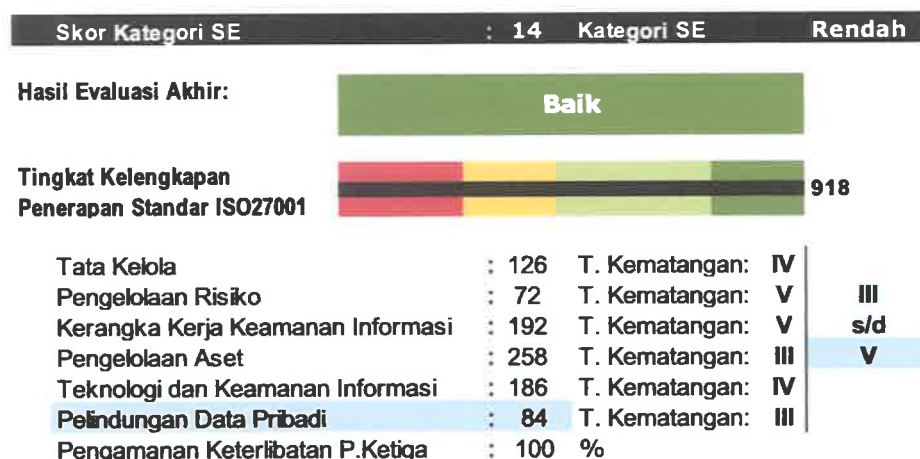 Skor Kategori SE : 14 Kategori SE Rendah
Hasil Evaluasi Akhir: Baik
Tingkat Kelengkapan
Penerapan Standar ISO27001 918
Tata Kelola : 126 T. Kematangan: IV
Pengelolaan Risiko : 72 T. Kematangan: V III
Kerangka Kerja Keamanan Informasi : 192 T. Kematangan: V s/d
Pengelolaan Aset : 258 T. Kematangan: III V
Teknologi dan Keamanan Informasi : 186 T. Kematangan: IV
Pelindungan Data Pribadi : 84 T. Kematangan: III
Pengamanan Keterlibatan P.Ketiga : 100 %